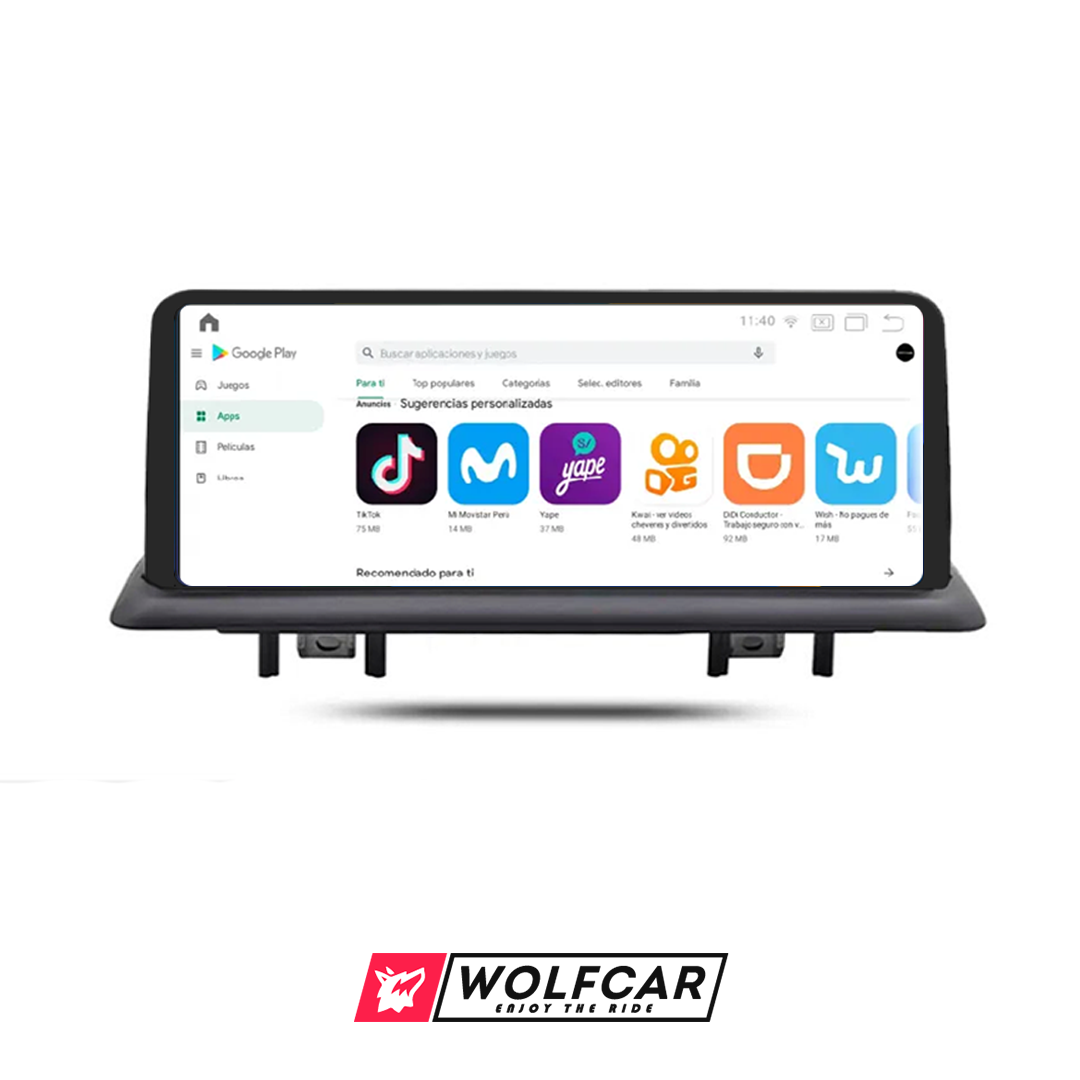 11:40
Google Play
Buscar aplicaciones y juegos
Juegos
Apps
Películas
Para ti Top populares Categorías Selec. editores Familia
Anuncios Sugerencias personalizadas
S/
yape
TikTok
75 MB
Mi Movistar Perú
14 MB
Yape
37 MB
Kwai - ver videos
cheveres y divertidos
48 MB
DiDi Conductor -
Trabajo seguro con v...
92 MB
Wish - No pagues de
más
17 MB
Recomendado para ti
WOLFCAR
ENJOY THE RIDE